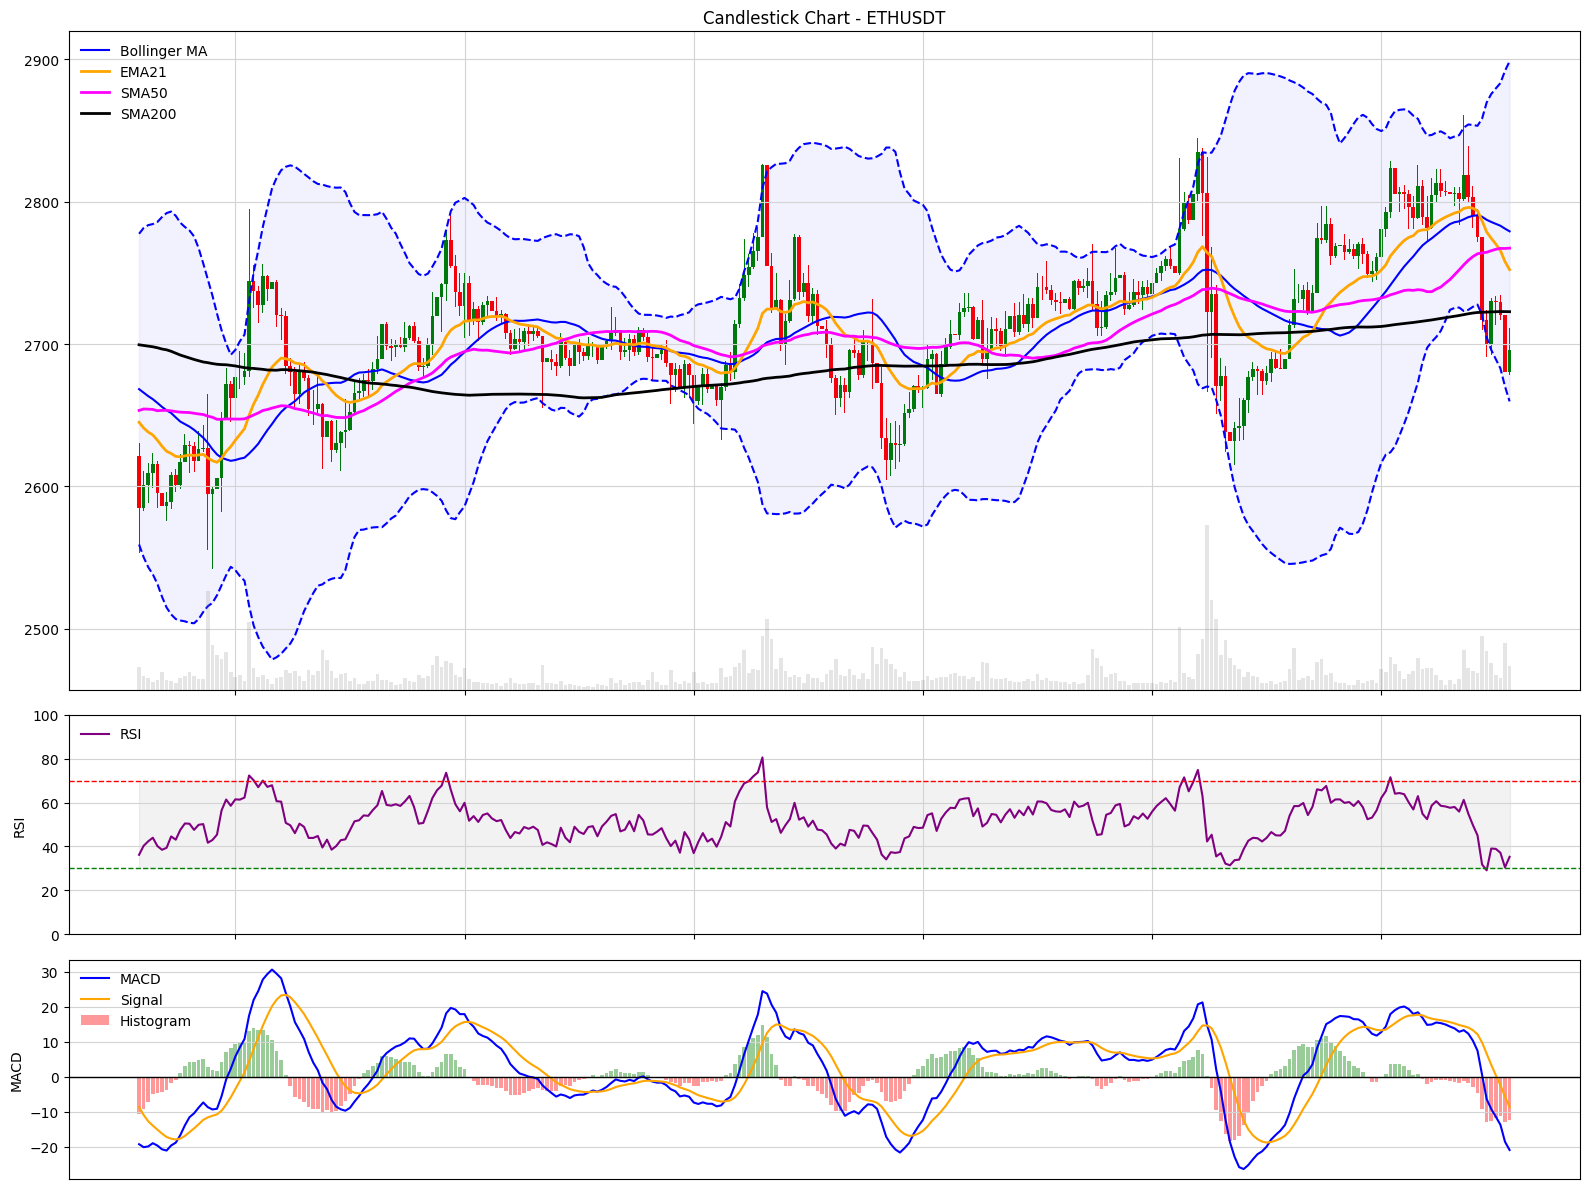 Candlestick Chart - ETHUSDT
Bollinger MA
EMA21
SMA50
SMA200
2900
2800
2700
2600
2500
RSI
100
80
60
40
20
0
RSI
MACD
Signal
Histogram
30
20
10
0
−10
−20
MACD